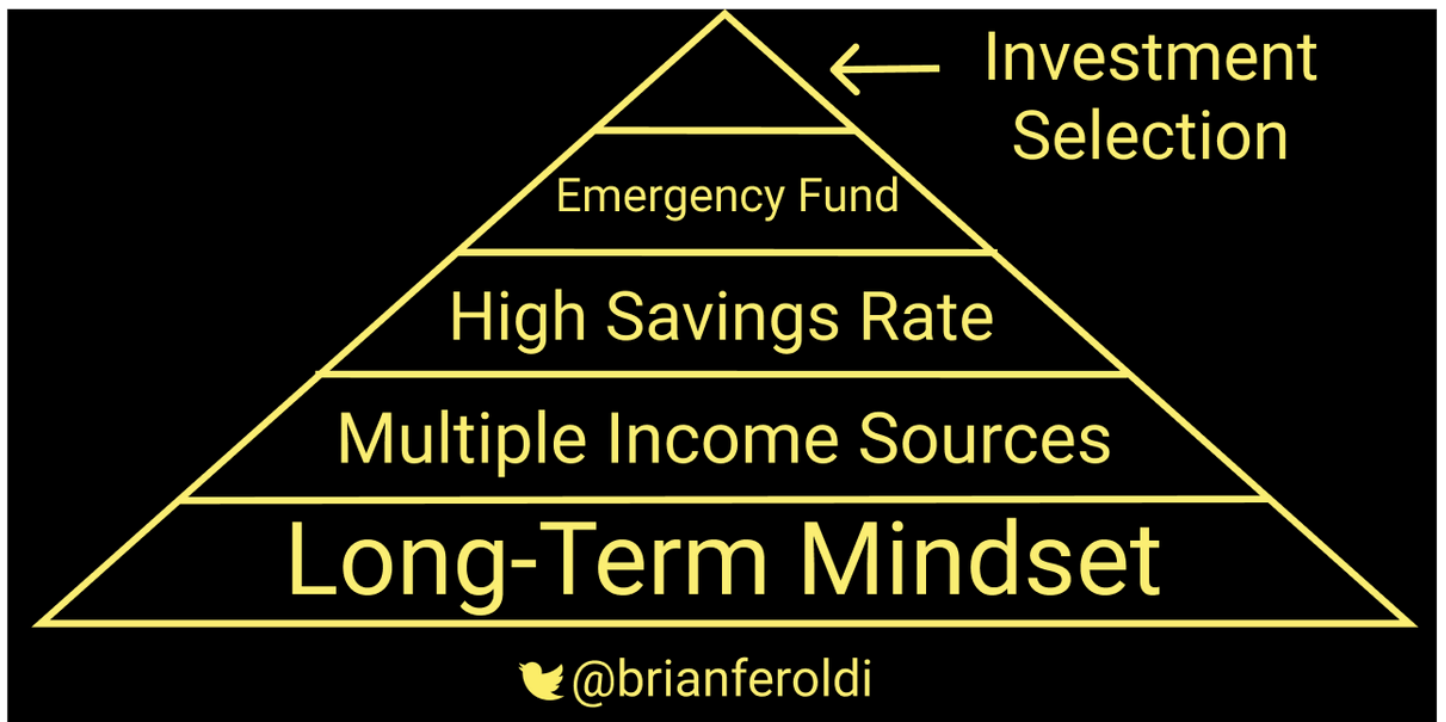 Investment
Selection
Emergency Fund
High Savings Rate
Multiple Income Sources
Long-Term Mindset
@brianferoldi